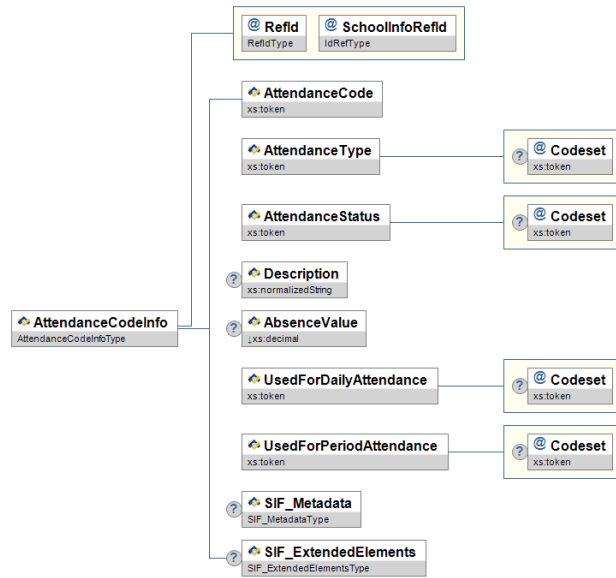 @ RefId
RefIdType
@ SchoolInfoRefId
IdRefType
AttendanceCode
xs:token
AttendanceType
xs:token
? @ Codeset
xs:token
AttendanceStatus
xs:token
? @ Codeset
xs:token
? Description
xs:normalizedString
AttendanceCodeInfo
AttendanceCodeInfoType
? AbsenceValue
↓xs:decimal
UsedForDailyAttendance
xs:token
? @ Codeset
xs:token
UsedForPeriodAttendance
xs:token
? @ Codeset
xs:token
? SIF_Metadata
SIF_MetadataType
? SIF_ExtendedElements
SIF_ExtendedElementsType